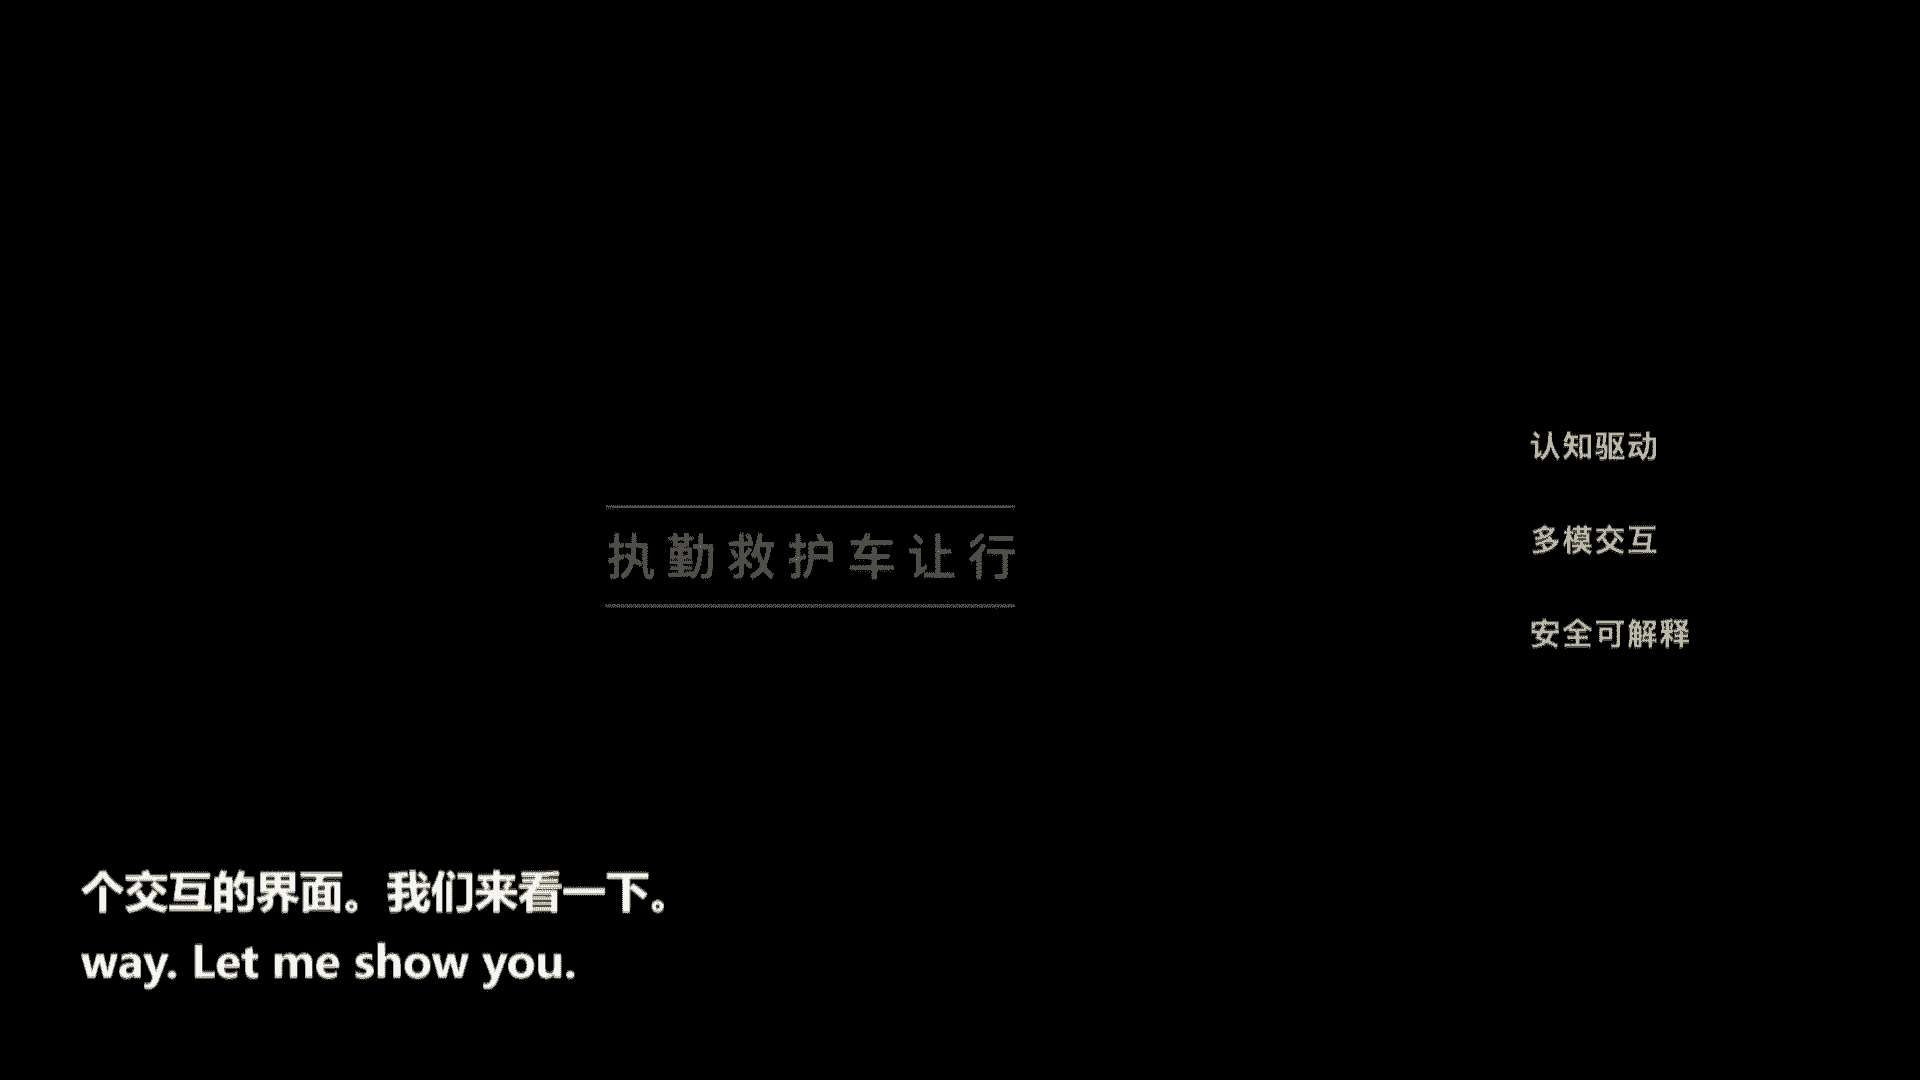 执勤救护车让行
认知驱动
多模交互
安全可解释
个交互的界面。我们来看一下。
way. Let me show you.